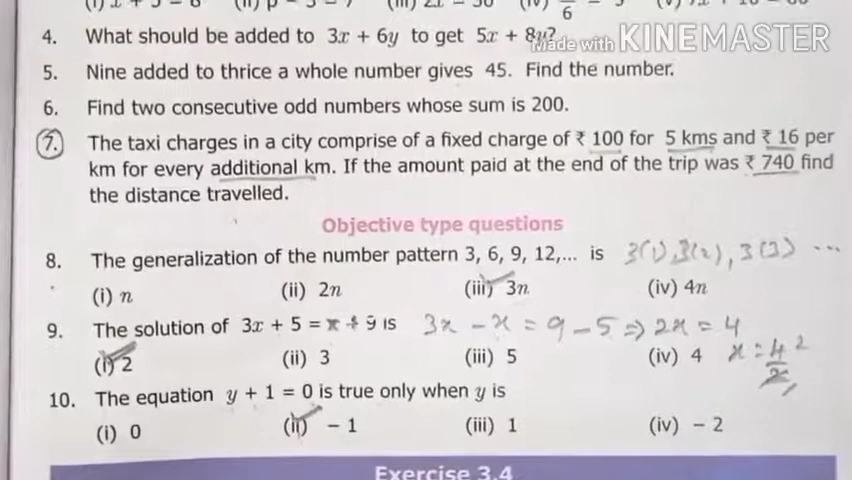 4. What should be added to 3x + 6y to get 5x + 8y?
Made with KINEMASTER
5. Nine added to thrice a whole number gives 45. Find the number.
6. Find two consecutive odd numbers whose sum is 200.
7. The taxi charges in a city comprise of a fixed charge of ₹ 100 for 5 kms and ₹ 16 per
km for every additional km. If the amount paid at the end of the trip was ₹ 740 find
the distance travelled.
Objective type questions
8. The generalization of the number pattern 3, 6, 9, 12,... is 3(1), 3(2), 3(3) ...
(i) n (ii) 2n (iii) 3n (iv) 4n
9. The solution of 3x + 5 = x + 9 is 3x - x = 9 - 5 ⇒ 2x = 4
(i) 2 (ii) 3 (iii) 5 (iv) 4 x = 4/2 2
10. The equation y + 1 = 0 is true only when y is
(i) 0 (ii) – 1 (iii) 1 (iv) – 2
Exercise 3.4